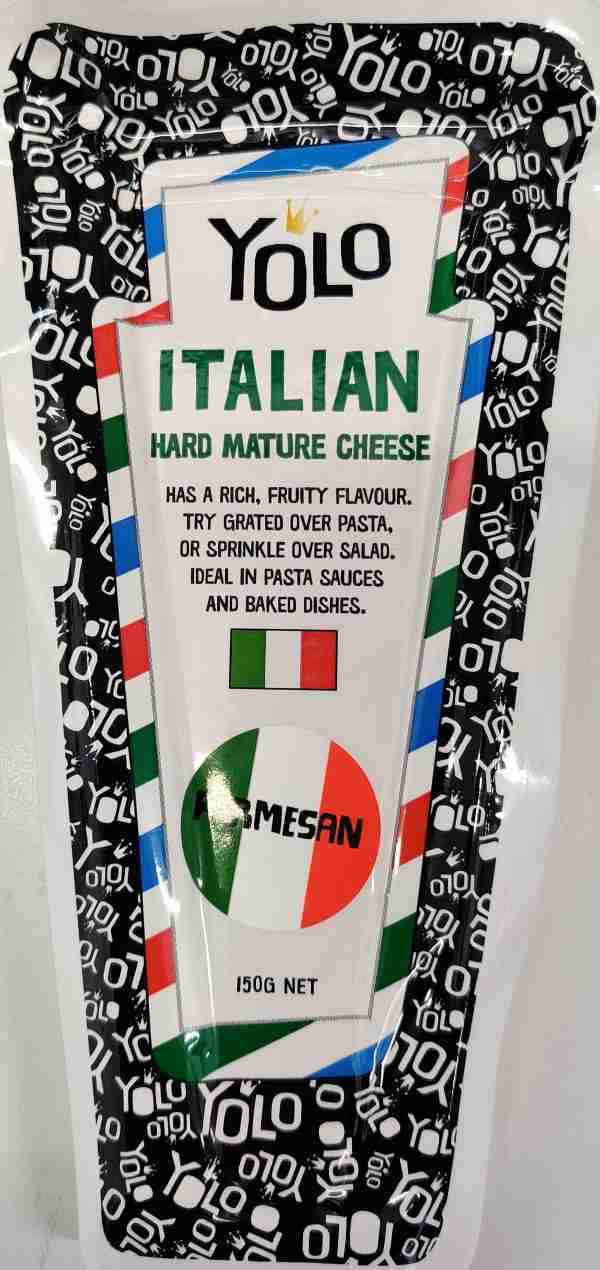 YOLO
ITALIAN
HARD MATURE CHEESE
HAS A RICH, FRUITY FLAVOUR.
TRY GRATED OVER PASTA,
OR SPRINKLE OVER SALAD.
IDEAL IN PASTA SAUCES
AND BAKED DISHES.
PARMESAN
150G NET